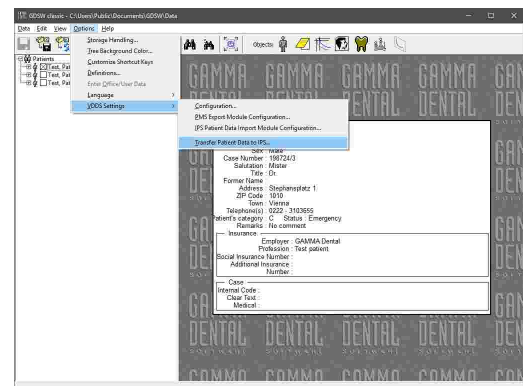 GDSW classic - C:\Users\Public\Documents\GDSW\Data
Data Edit View Options Help
Storage Handling...
Tree Background Color...
Customize Shortcut Keys
Definitions...
Enter Office/User Data
Language
VDDS Settings
Configuration...
PMS Export Module Configuration...
IPS Patient Data Import Module Configuration...
Transfer Patient Data to IPS...
Objects:
Patients
Test, Pat
Test, Pat
Test, Pat
Sex : Male
Case Number : 198724/3
Salutation : Mister
Title : Dr.
Former Name
Address : Stephansplatz 1
ZIP Code : 1010
Town : Vienna
Telephone(s) : 0222 - 3103655
Patient's category : C Status : Emergency
Remarks : No comment
Insurance
Employer : GAMMA Dental
Profession : Test patient
Social Insurance Number :
Additional Insurance :
Number :
Case
Internal Code :
Clear Text :
Medical :
GAMMA GAMMA GAMMA GAMMA
DENTAL DENTAL DENTAL DENTAL
GAMMA GAMMA GAMMA GAMMA